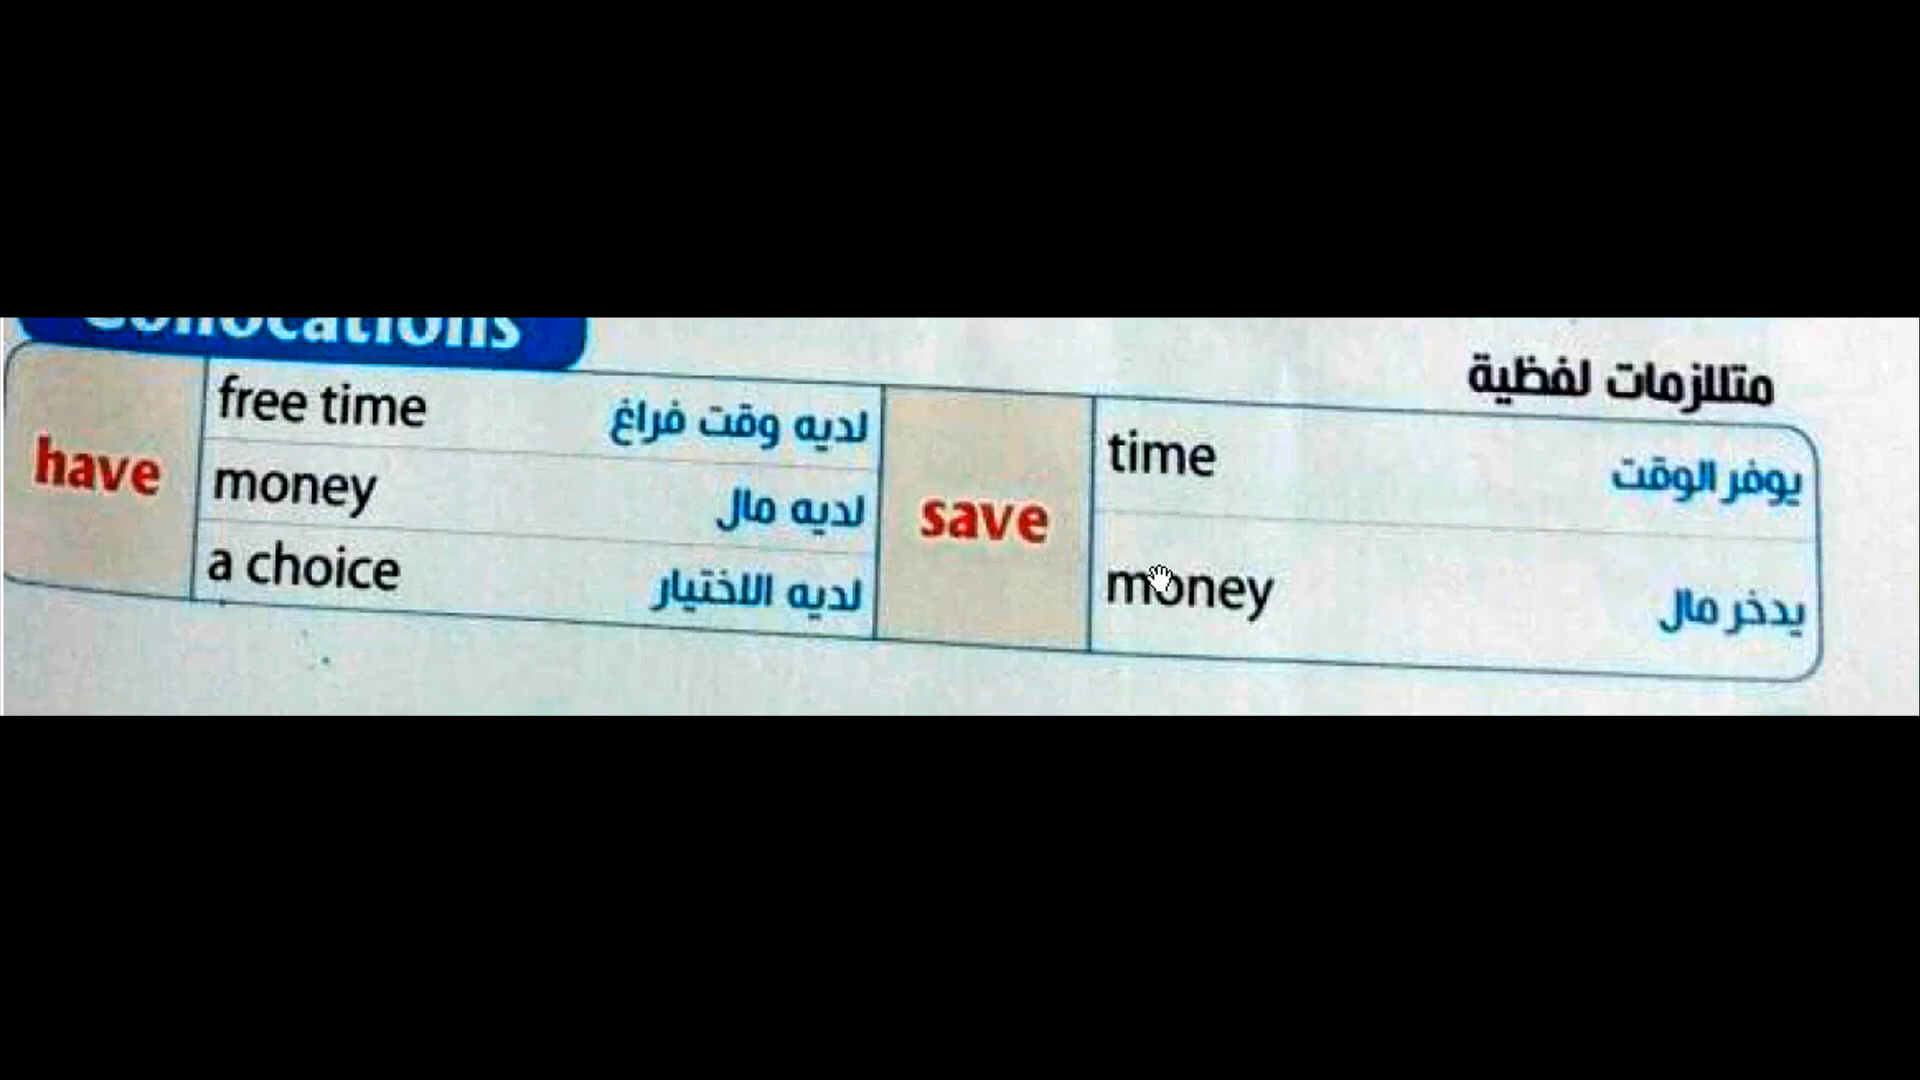 Collocations
متلازمات لفظية
have
free time لديه وقت فراغ
money لديه مال
a choice لديه الاختيار
save
time يوفر الوقت
money يدخر مال